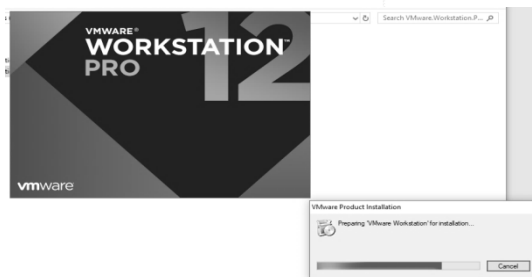 Search VMware.Workstation.P...
VMWARE®
WORKSTATION™
PRO
12
vmware
VMware Product Installation
Preparing 'VMware Workstation' for installation...
Cancel